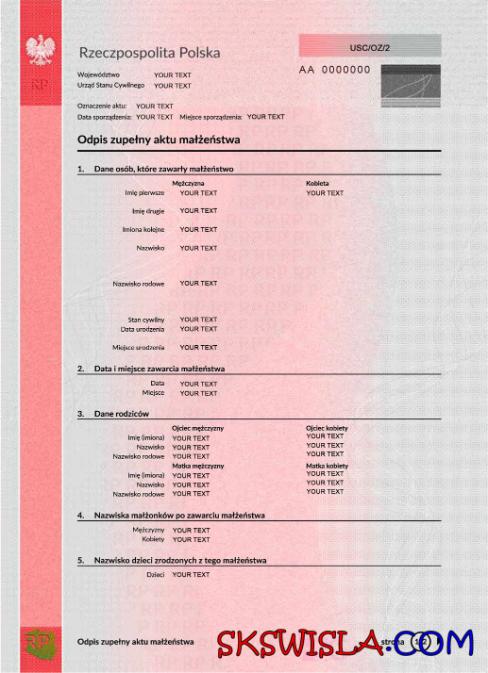 Rzeczpospolita Polska
USC/OZ/2
AA 0000000
RP
Województwo YOUR TEXT
Urząd Stanu Cywilnego YOUR TEXT
Oznaczenie aktu: YOUR TEXT
Data sporządzenia: YOUR TEXT Miejsce sporządzenia: YOUR TEXT
Odpis zupełny aktu małżeństwa
1. Dane osób, które zawarły małżeństwo
Mężczyzna Kobieta
Imię pierwsze YOUR TEXT YOUR TEXT
Imię drugie YOUR TEXT
Imiona kolejne YOUR TEXT
Nazwisko YOUR TEXT
Nazwisko rodowe YOUR TEXT
Stan cywilny YOUR TEXT
Data urodzenia YOUR TEXT
Miejsce urodzenia YOUR TEXT
2. Data i miejsce zawarcia małżeństwa
Data YOUR TEXT
Miejsce YOUR TEXT
3. Dane rodziców
Ojciec mężczyzny Ojciec kobiety
Imię (imiona) YOUR TEXT YOUR TEXT
Nazwisko YOUR TEXT YOUR TEXT
Nazwisko rodowe YOUR TEXT YOUR TEXT
Matka mężczyzny Matka kobiety
Imię (imiona) YOUR TEXT YOUR TEXT
Nazwisko YOUR TEXT YOUR TEXT
Nazwisko rodowe YOUR TEXT YOUR TEXT
4. Nazwiska małżonków po zawarciu małżeństwa
Mężczyzny YOUR TEXT
Kobiety YOUR TEXT
5. Nazwisko dzieci zrodzonych z tego małżeństwa
Dzieci YOUR TEXT
RP
Odpis zupełny aktu małżeństwa strona 1/2
SKSWISLA.COM